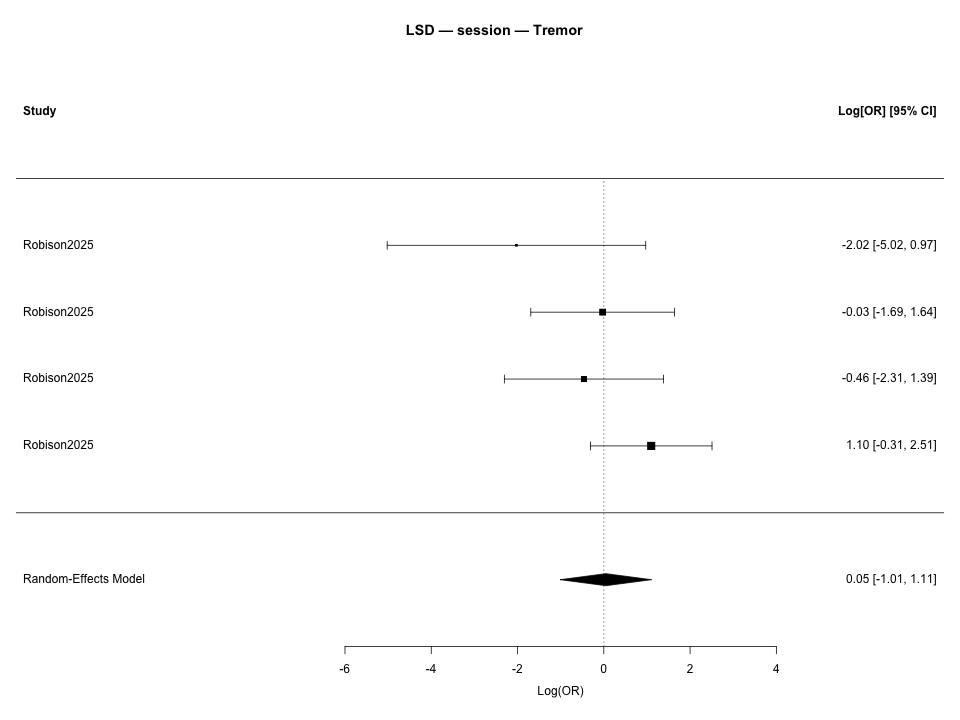 LSD — session — Tremor
Study Log[OR] [95% CI]
Robison2025 -2.02 [-5.02, 0.97]
Robison2025 -0.03 [-1.69, 1.64]
Robison2025 -0.46 [-2.31, 1.39]
Robison2025 1.10 [-0.31, 2.51]
Random-Effects Model 0.05 [-1.01, 1.11]
-6 -4 -2 0 2 4
Log(OR)